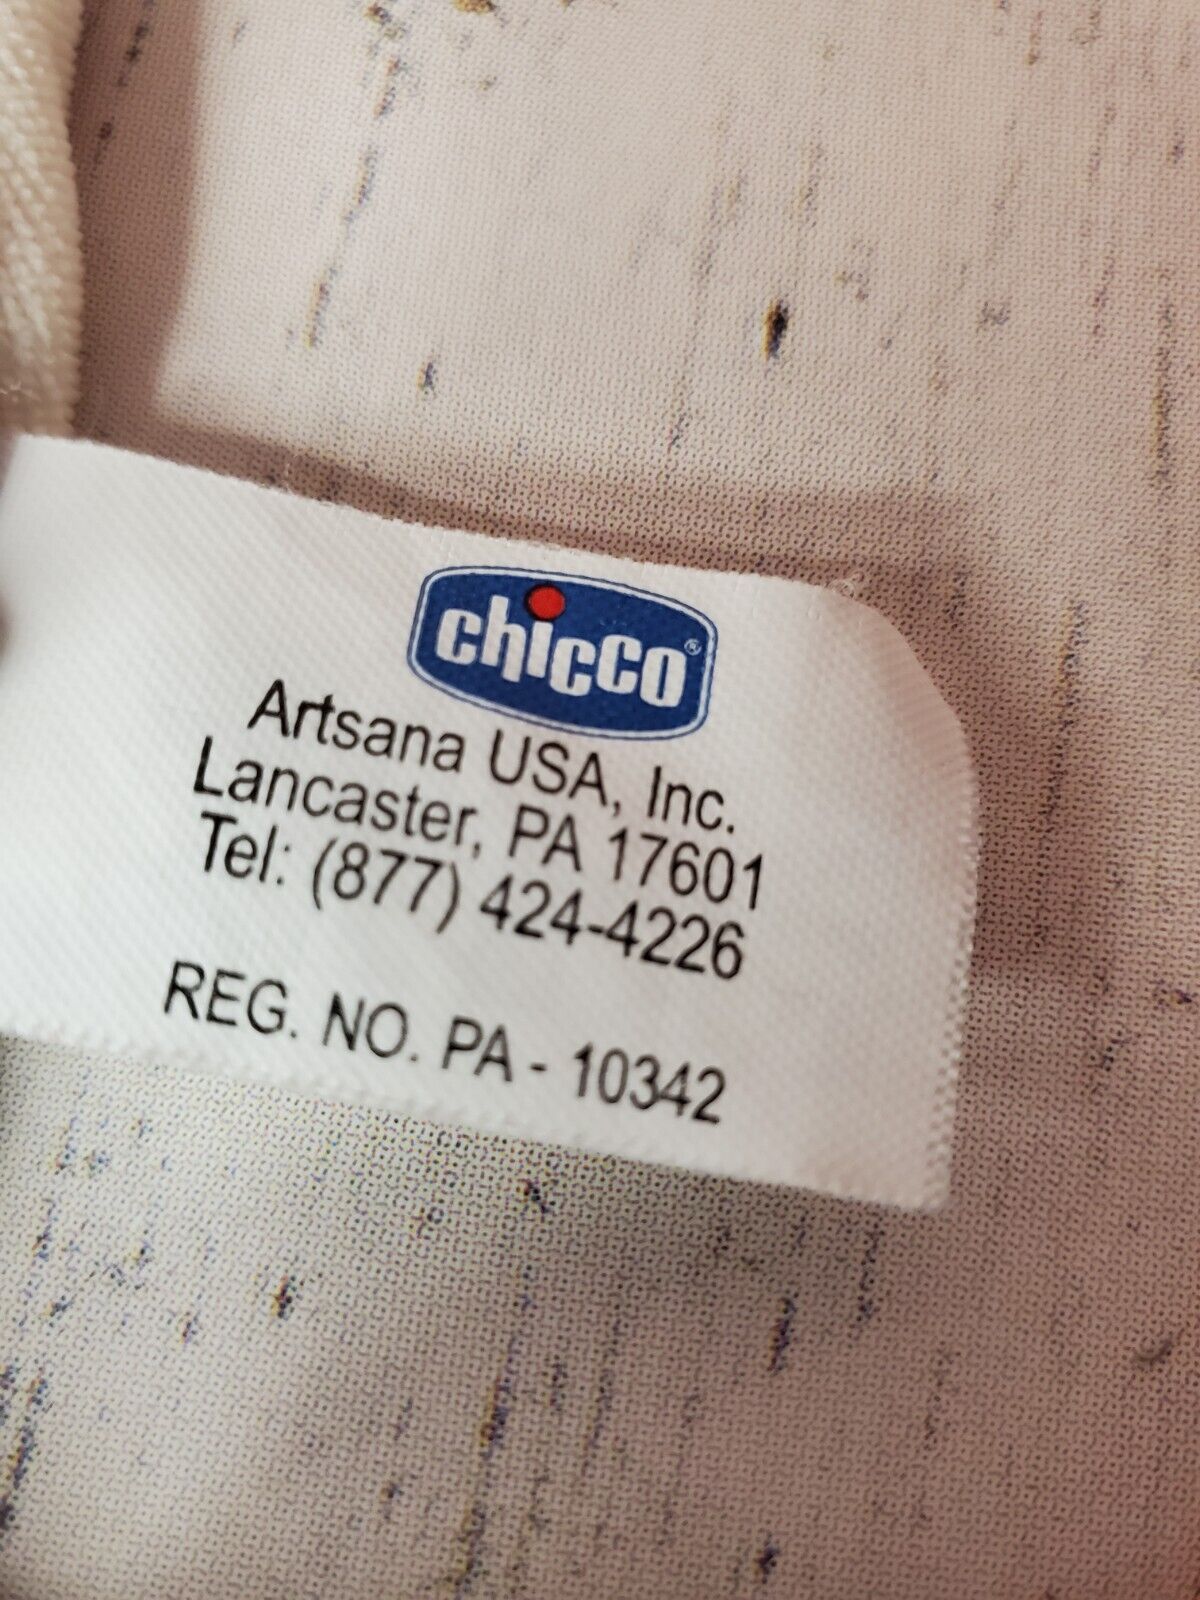 chicco®
Artsana USA, Inc.
Lancaster, PA 17601
Tel: (877) 424-4226
REG. NO. PA - 10342